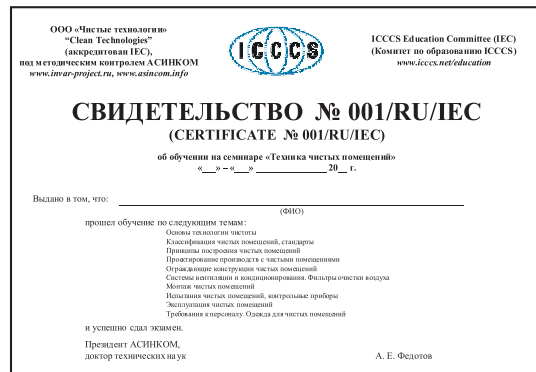 ООО «Чистые технологии»
“Clean Technologies”
(аккредитован IEC),
под методическим контролем АСИНКОМ
www.invar-project.ru, www.asincom.info
ICCCS
ICCCS Education Committee (IEC)
(Комитет по образованию ICCCS)
www.icccs.net/education
СВИДЕТЕЛЬСТВО № 001/RU/IEC
(CERTIFICATE № 001/RU/IEC)
об обучении на семинаре «Техника чистых помещений»
«__» – «__» ____________ 20__ г.
Выдано в том, что:
(ФИО)
прошел обучение по следующим темам:
Основы технологии чистоты
Классификация чистых помещений, стандарты
Принципы построения чистых помещений
Проектирование производств с чистыми помещениями
Ограждающие конструкции чистых помещений
Системы вентиляции и кондиционирования. Фильтры очистки воздуха
Монтаж чистых помещений
Испытания чистых помещений, контрольные приборы
Эксплуатация чистых помещений
Требования к персоналу. Одежда для чистых помещений
и успешно сдал экзамен.
Президент АСИНКОМ,
доктор технических наук
А. Е. Федотов